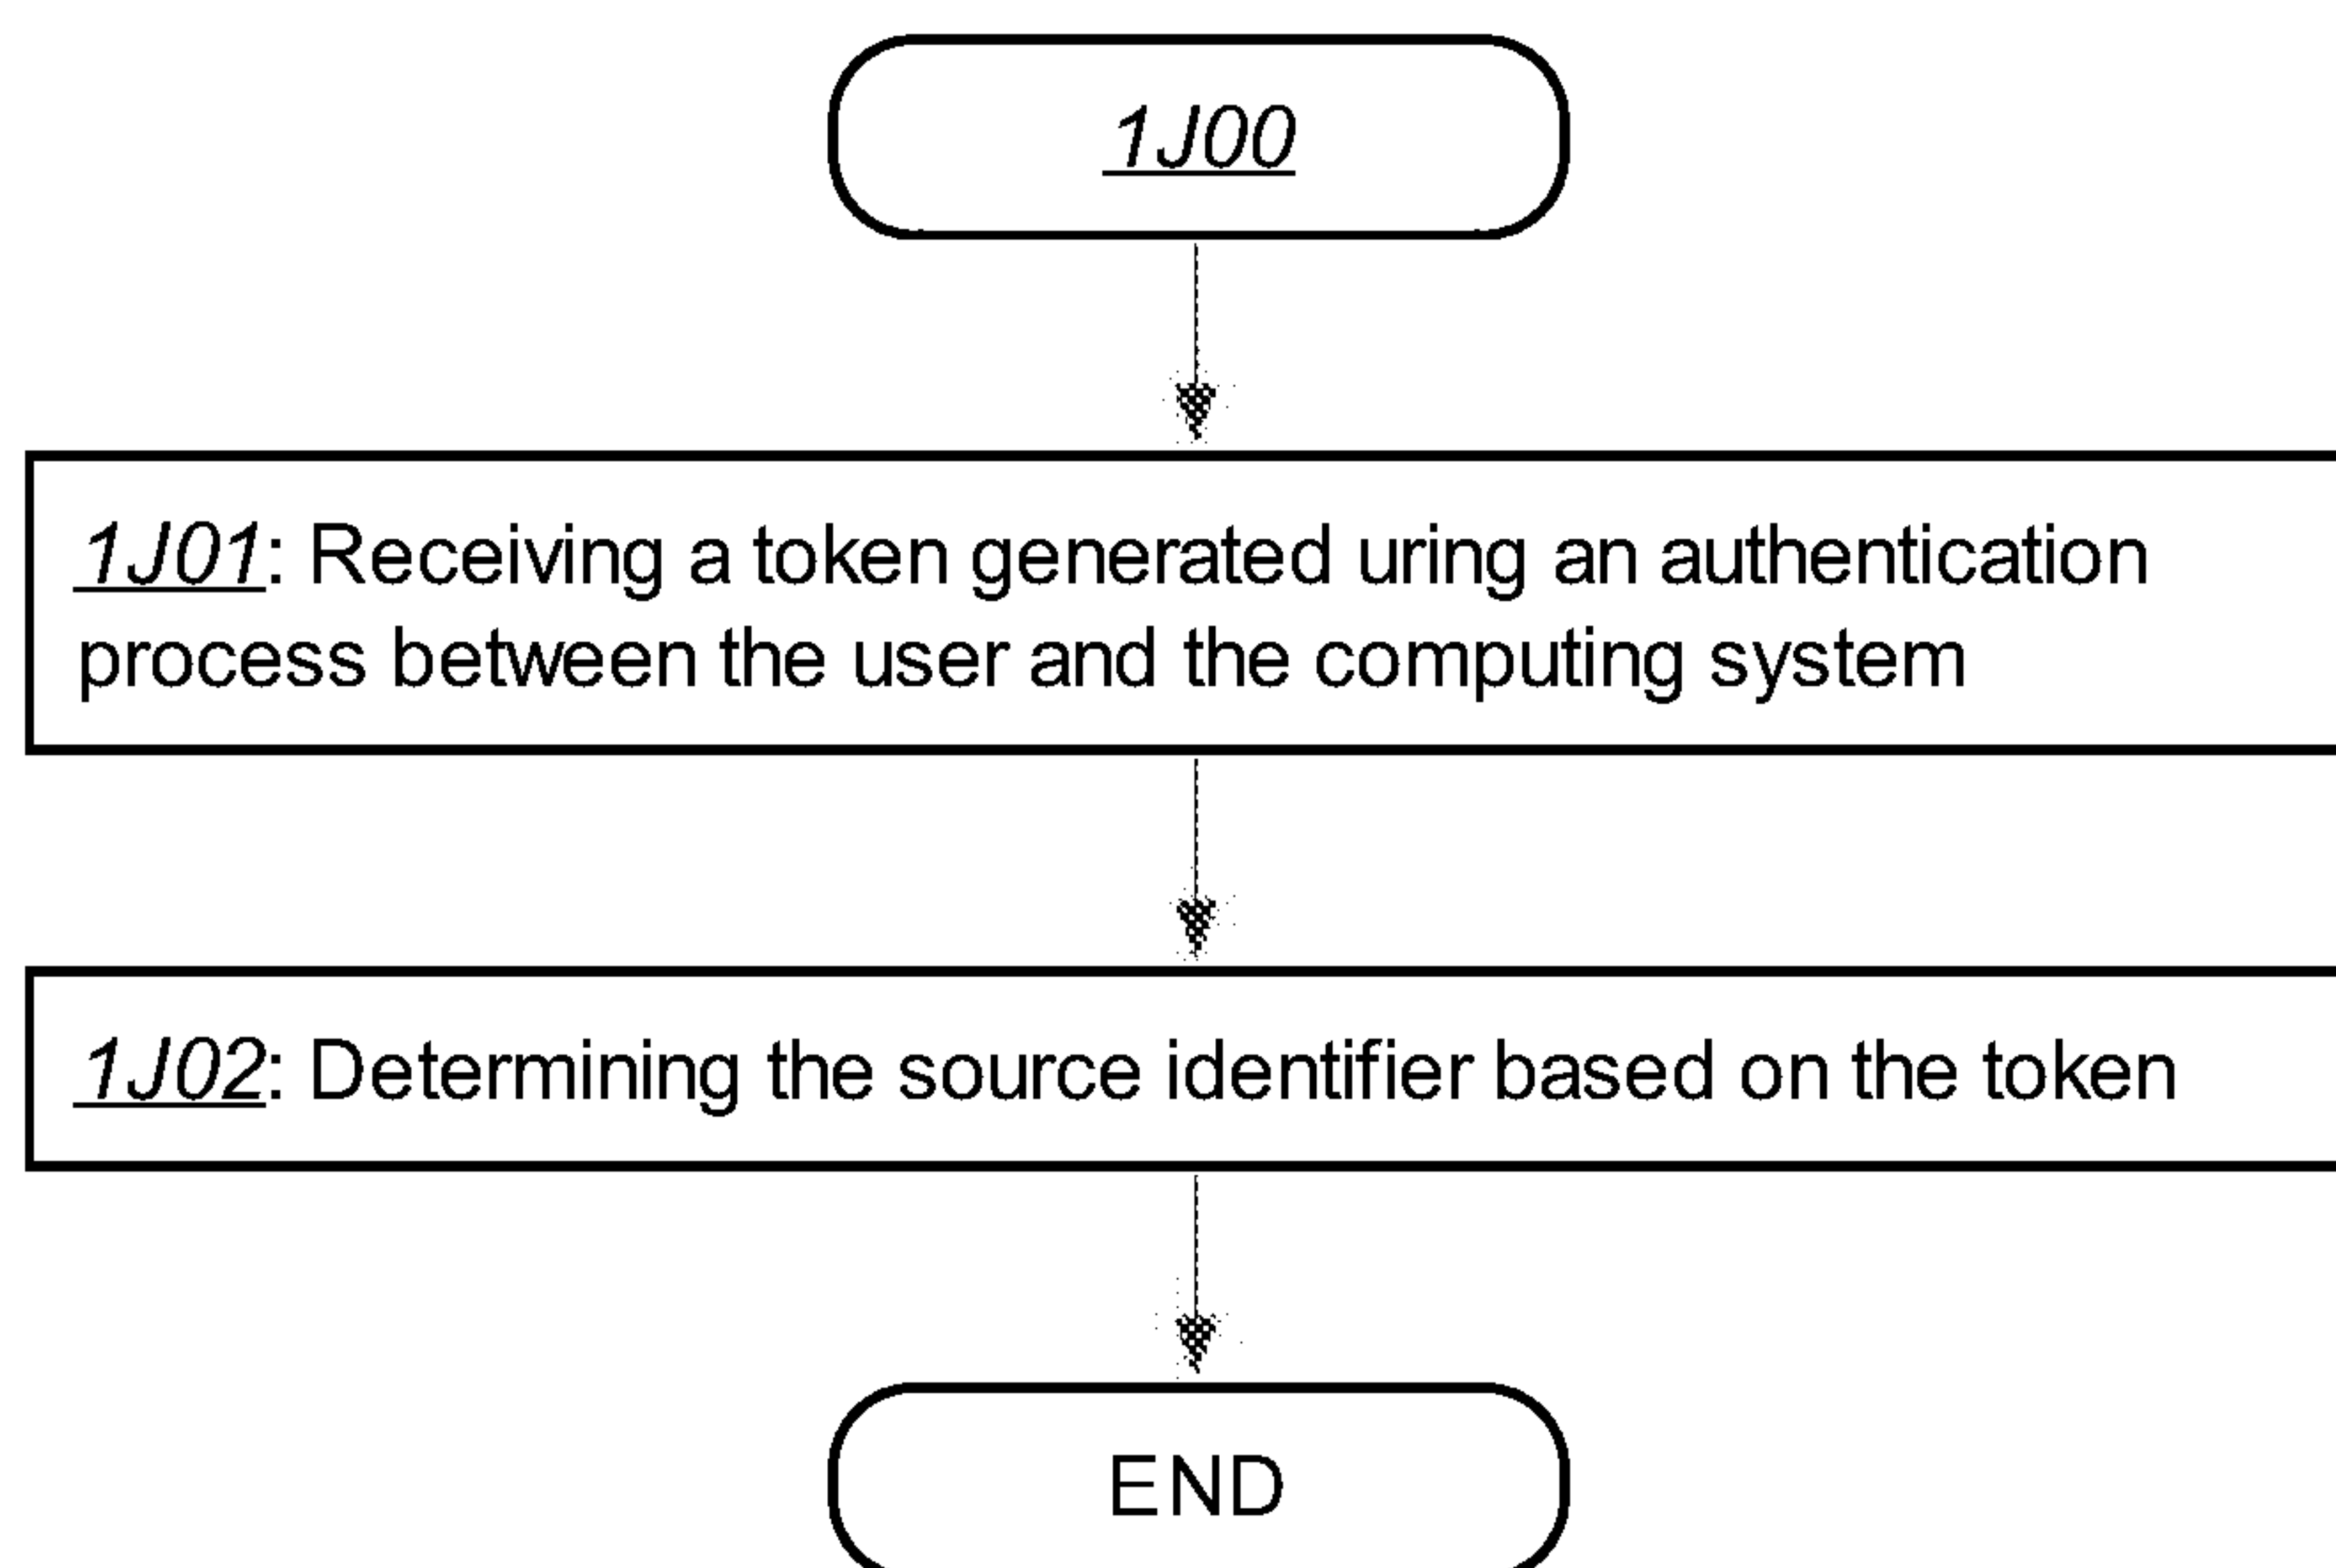 1J00
1J01: Receiving a token generated uring an authentication
process between the user and the computing system
1J02: Determining the source identifier based on the token
END